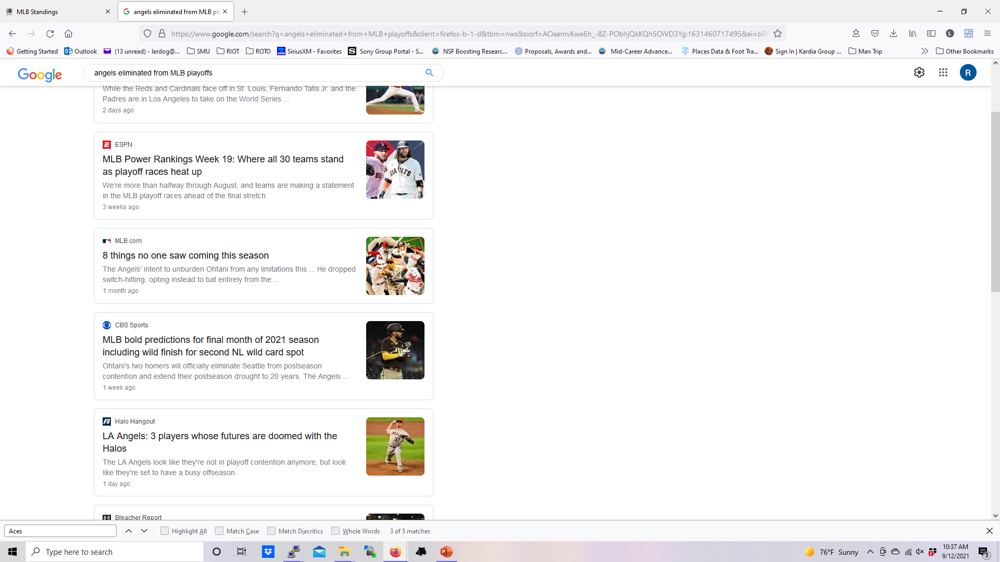 MLB Standings
angels eliminated from MLB pla
https://www.google.com/search?q=angels+eliminated+from+MLB+playoffs&client=firefox-b-1-d&tbm=nws&sxsrf=AOaemvKwe6h_-8Z-PObhjQkKQh5OiVD3Yg:1631460717495&ei=bR0
Getting Started
Outlook
(13 unread) - lerdog@...
SMU
RIOT
ROTO
SiriusXM - Favorites
Sony Group Portal - S...
NSF Boosting Researc...
Proposals, Awards and...
Mid-Career Advance...
Places Data & Foot Tra...
Sign In | Kardia Group ...
Man Trip
Other Bookmarks
Google
angels eliminated from MLB playoffs
R
While the Reds and Cardinals face off in St. Louis, Fernando Tatis Jr. and the
Padres are in Los Angeles to take on the World Series ...
2 days ago
ESPN
MLB Power Rankings Week 19: Where all 30 teams stand
as playoff races heat up
We're more than halfway through August, and teams are making a statement
in the MLB playoff races ahead of the final stretch.
3 weeks ago
MLB.com
8 things no one saw coming this season
The Angels' intent to unburden Ohtani from any limitations this ... He dropped
switch-hitting, opting instead to bat entirely from the ...
1 month ago
CBS Sports
MLB bold predictions for final month of 2021 season
including wild finish for second NL wild card spot
Ohtani's two homers will officially eliminate Seattle from postseason
contention and extend their postseason drought to 20 years. The Angels ...
1 week ago
FS
Halo Hangout
LA Angels: 3 players whose futures are doomed with the
Halos
The LA Angels look like they're not in playoff contention anymore, but look
like they're set to have a busy offseason.
1 day ago
Bleacher Report
Aces
Highlight All
Match Case
Match Diacritics
Whole Words
3 of 5 matches
Type here to search
76°F Sunny
10:37 AM
9/12/2021
3